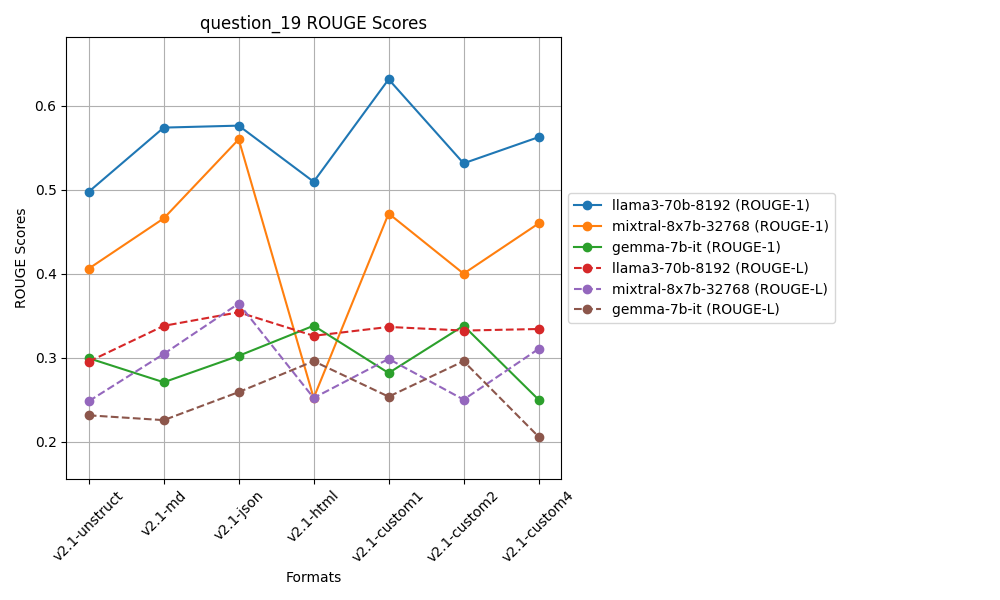 question_19 ROUGE Scores
ROUGE Scores
0.6
0.5
0.4
0.3
0.2
v2.1-unstruct
v2.1-md
v2.1-json
v2.1-html
v2.1-custom1
v2.1-custom2
v2.1-custom4
Formats
llama3-70b-8192 (ROUGE-1)
mixtral-8x7b-32768 (ROUGE-1)
gemma-7b-it (ROUGE-1)
llama3-70b-8192 (ROUGE-L)
mixtral-8x7b-32768 (ROUGE-L)
gemma-7b-it (ROUGE-L)